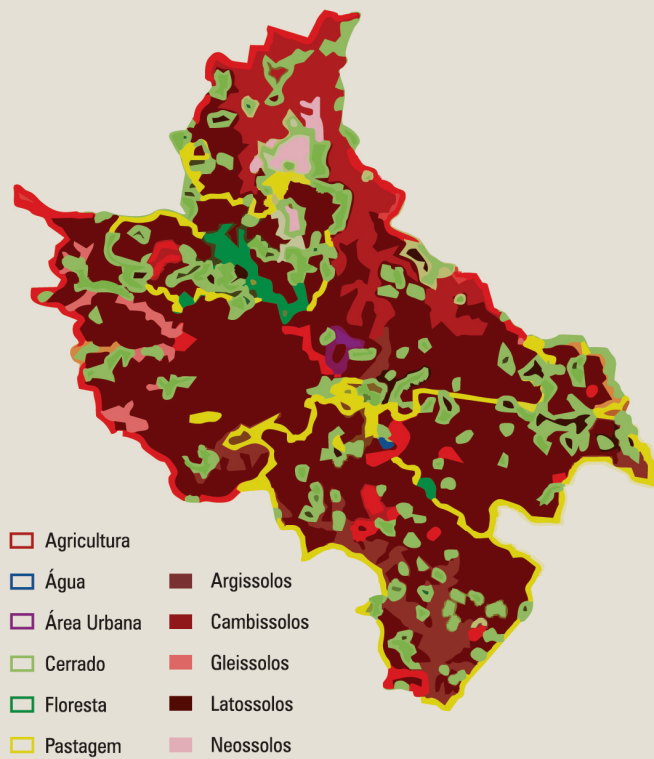 Agricultura
Água
Área Urbana
Cerrado
Floresta
Pastagem
Argissolos
Cambissolos
Gleissolos
Latossolos
Neossolos